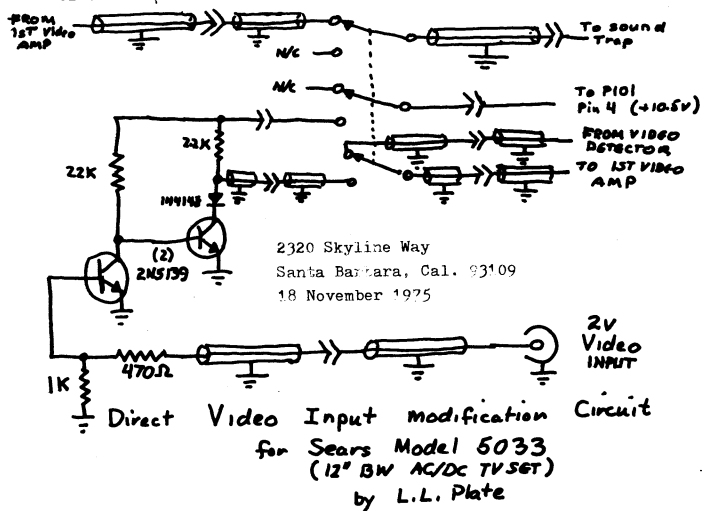 FROM
1ST Video
AMP
To sound
Trap
N/C
N/C
To P101
Pin 4 (+10.5V)
FROM VIDEO
DETECTOR
TO 1ST VIDEO
AMP
22K
22K
1N4148
(2)
2N5139
2320 Skyline Way
Santa Barbara, Cal. 93109
18 November 1975
2V
Video
INPUT
470Ω
1K
Direct Video Input modification Circuit
for Sears Model 5033
(12" BW AC/DC TV SET)
by L.L. Plate